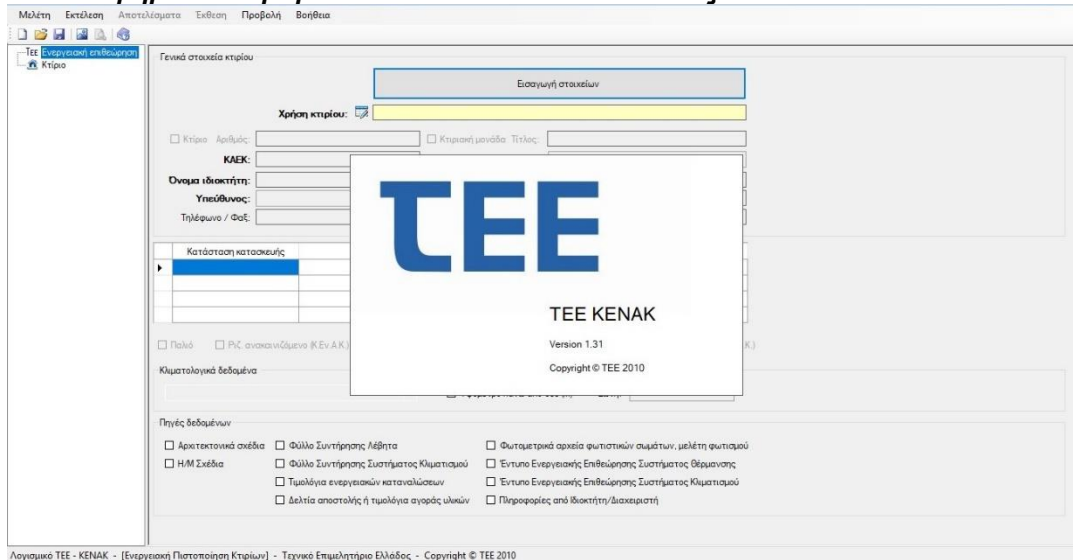 Μελέτη Εκτέλεση Αποτελέσματα Έκθεση Προβολή Βοήθεια
ΤΕΕ Ενεργειακή επιθεώρηση
Κτίριο
Γενικά στοιχεία κτιρίου
Εισαγωγή στοιχείων
Χρήση κτιρίου:
Κτίριο Αριθμός: Κτιριακή μονάδα Τίτλος:
ΚΑΕΚ:
Όνομα ιδιοκτήτη:
Υπεύθυνος:
Τηλέφωνο / Φαξ:
Κατάσταση κατασκευής
TEE
TEE KENAK
Version 1.31
Copyright © TEE 2010
Παλιό Ριζ. ανακαινιζόμενο (Κ.Εν.Α.Κ.)
Κλιματολογικά δεδομένα
Πηγές δεδομένων
Αρχιτεκτονικά σχέδια Φύλλο Συντήρησης Λέβητα Φωτομετρικά αρχεία φωτιστικών σωμάτων, μελέτη φωτισμού
Η/Μ Σχέδια Φύλλο Συντήρησης Συστήματος Κλιματισμού Έντυπο Ενεργειακής Επιθεώρησης Συστήματος Θέρμανσης
Τιμολόγια ενεργειακών καταναλώσεων Έντυπο Ενεργειακής Επιθεώρησης Συστήματος Κλιματισμού
Δελτία αποστολής ή τιμολόγια αγοράς υλικών Πληροφορίες από Ιδιοκτήτη/Διαχειριστή
Λογισμικό ΤΕΕ - ΚΕΝΑΚ - [Ενεργειακή Πιστοποίηση Κτιρίων] - Τεχνικό Επιμελητήριο Ελλάδος - Copyright © ΤΕΕ 2010